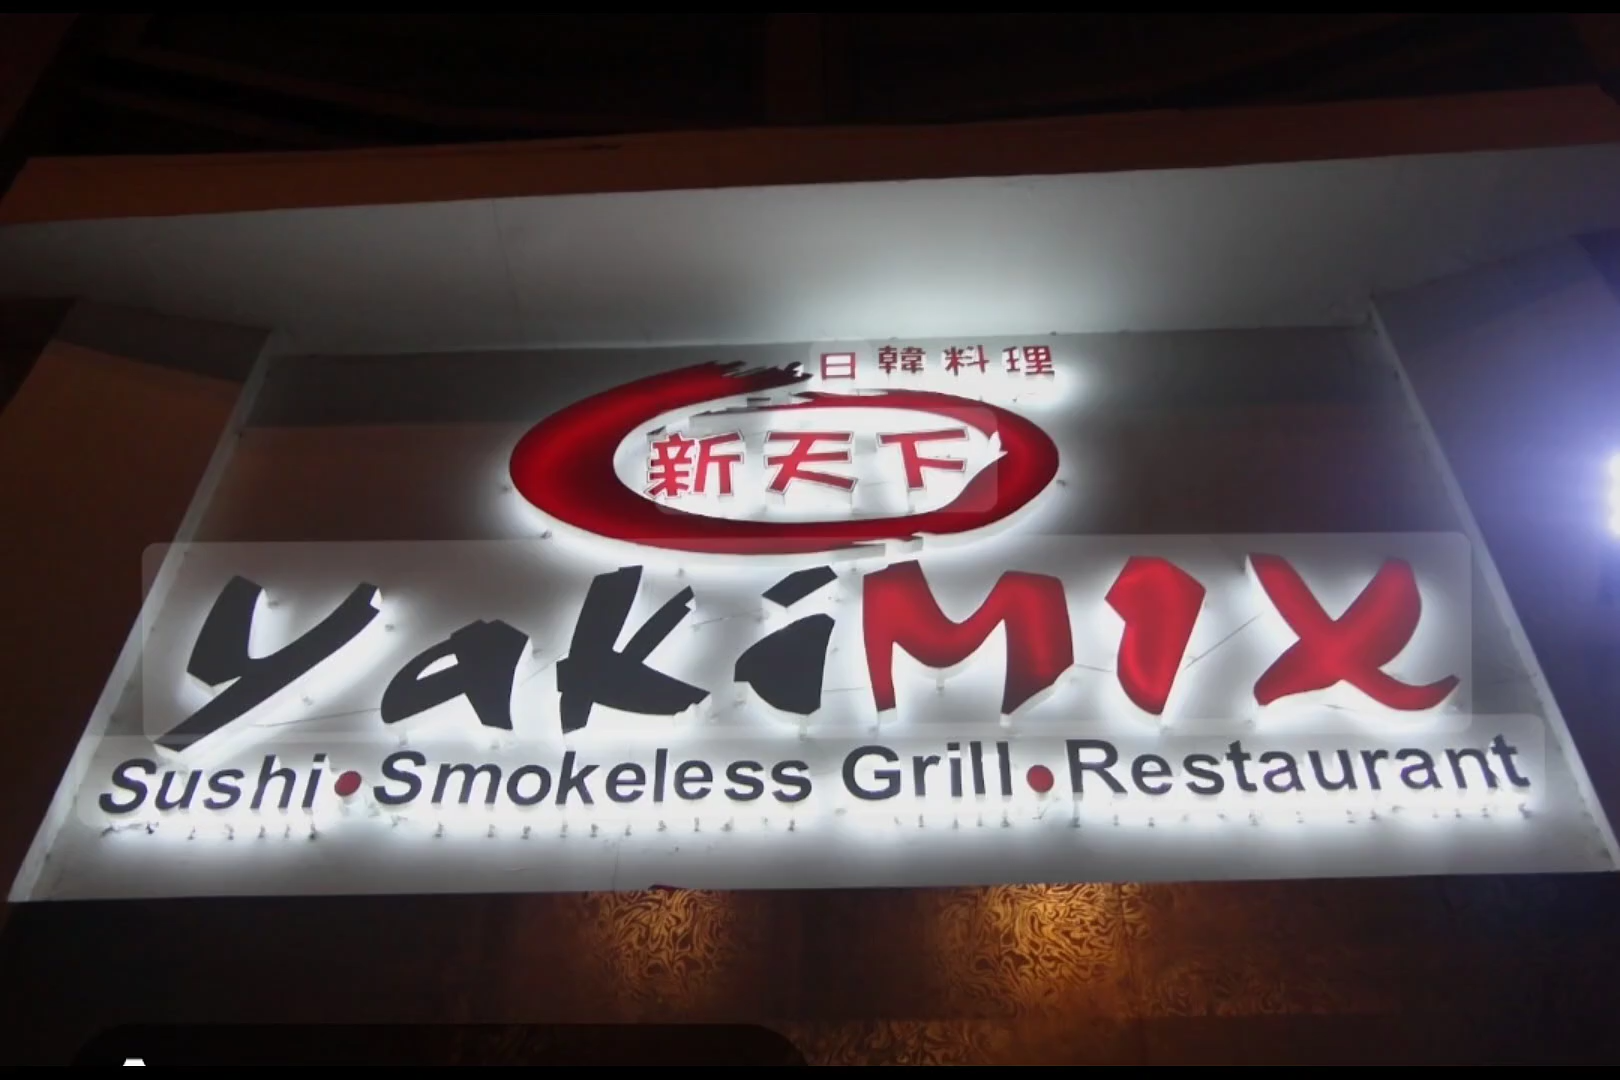 日韓料理
新天下
yakiMIX
Sushi•Smokeless Grill•Restaurant